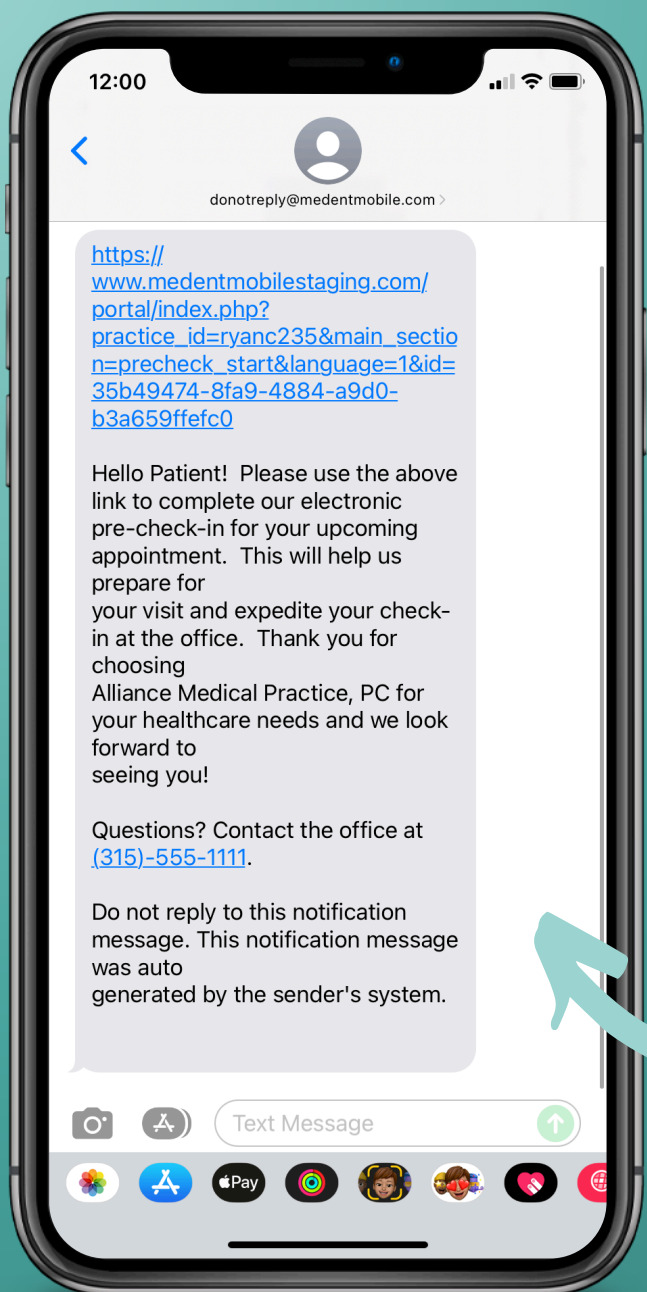 12:00
donotreply@medentmobile.com
https://
www.medentmobilestaging.com/
portal/index.php?
practice_id=ryanc235&main_sectio
n=precheck_start&language=1&id=
35b49474-8fa9-4884-a9d0-
b3a659ffefc0
Hello Patient!  Please use the above
link to complete our electronic
pre-check-in for your upcoming
appointment.  This will help us
prepare for
your visit and expedite your check-
in at the office.  Thank you for
choosing
Alliance Medical Practice, PC for
your healthcare needs and we look
forward to
seeing you!
Questions? Contact the office at
(315)-555-1111.
Do not reply to this notification
message. This notification message
was auto
generated by the sender's system.
Text Message
Pay